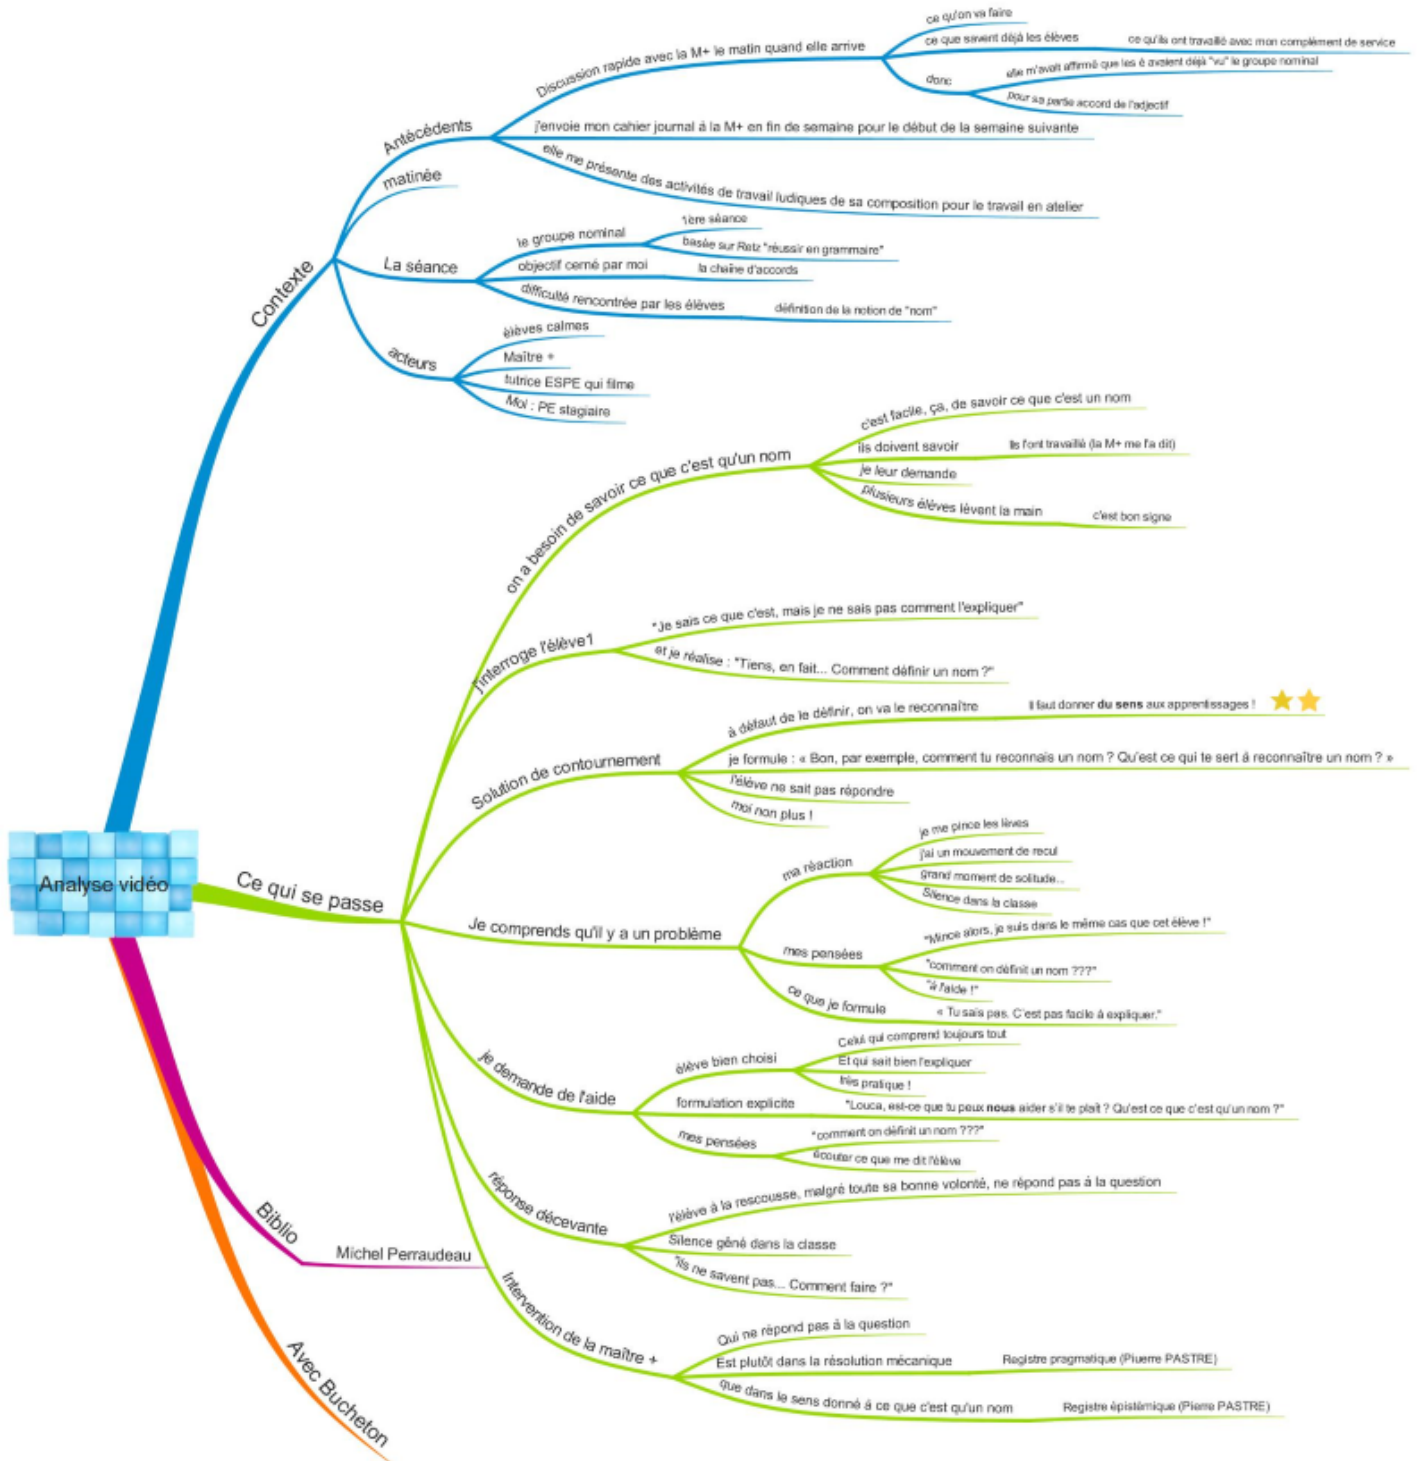 Analyse vidéo
Contexte
Antécédents
Discussion rapide avec la M+ le matin quand elle arrive
ce qu'on va faire
ce que savent déjà les élèves
ce qu'ils ont travaillé avec mon complément de service
donc
elle m'avait affirmé que les é avaient déjà "vu" le groupe nominal
pour sa partie accord de l'adjectif
j'envoie mon cahier journal à la M+ en fin de semaine pour le début de la semaine suivante
elle me présente des activités de travail ludiques de sa composition pour le travail en atelier
matinée
La séance
le groupe nominal
1ère séance
basée sur Retz "réussir en grammaire"
objectif cerné par moi
la chaîne d'accords
difficulté rencontrée par les élèves
définition de la notion de "nom"
acteurs
élèves calmes
Maître +
tutrice ESPE qui filme
Moi : PE stagiaire
Ce qui se passe
on a besoin de savoir ce que c'est qu'un nom
c'est facile, ça, de savoir ce que c'est un nom
ils doivent savoir
Ils l'ont travaillé (la M+ me l'a dit)
je leur demande
plusieurs élèves lèvent la main
c'est bon signe
j'interroge l'élève1
"Je sais ce que c'est, mais je ne sais pas comment l'expliquer"
et je réalise : "Tiens, en fait... Comment définir un nom ?"
Solution de contournement
à défaut de le définir, on va le reconnaître
Il faut donner du sens aux apprentissages !
je formule : « Bon, par exemple, comment tu reconnais un nom ? Qu'est ce qui te sert à reconnaître un nom ? »
l'élève ne sait pas répondre
moi non plus !
Je comprends qu'il y a un problème
ma réaction
je me pince les lèves
j'ai un mouvement de recul
grand moment de solitude...
Silence dans la classe
mes pensées
"Mince alors, je suis dans le même cas que cet élève !"
"comment on définit un nom ???"
"à l'aide !"
ce que je formule
« Tu sais pas. C'est pas facile à expliquer."
je demande de l'aide
élève bien choisi
Celui qui comprend toujours tout
Et qui sait bien l'expliquer
très pratique !
formulation explicite
"Louca, est-ce que tu peux nous aider s'il te plaît ? Qu'est ce que c'est qu'un nom ?"
mes pensées
"comment on définit un nom ???"
écouter ce que me dit l'élève
réponse décevante
l'élève à la rescousse, malgré toute sa bonne volonté, ne répond pas à la question
Silence gêné dans la classe
"Ils ne savent pas... Comment faire ?"
Intervention de la maître +
Qui ne répond pas à la question
Est plutôt dans la résolution mécanique
Registre pragmatique (Piuerre PASTRE)
que dans le sens donné à ce que c'est qu'un nom
Registre épistémique (Pierre PASTRE)
Biblio
Michel Perraudeau
Avec Bucheton